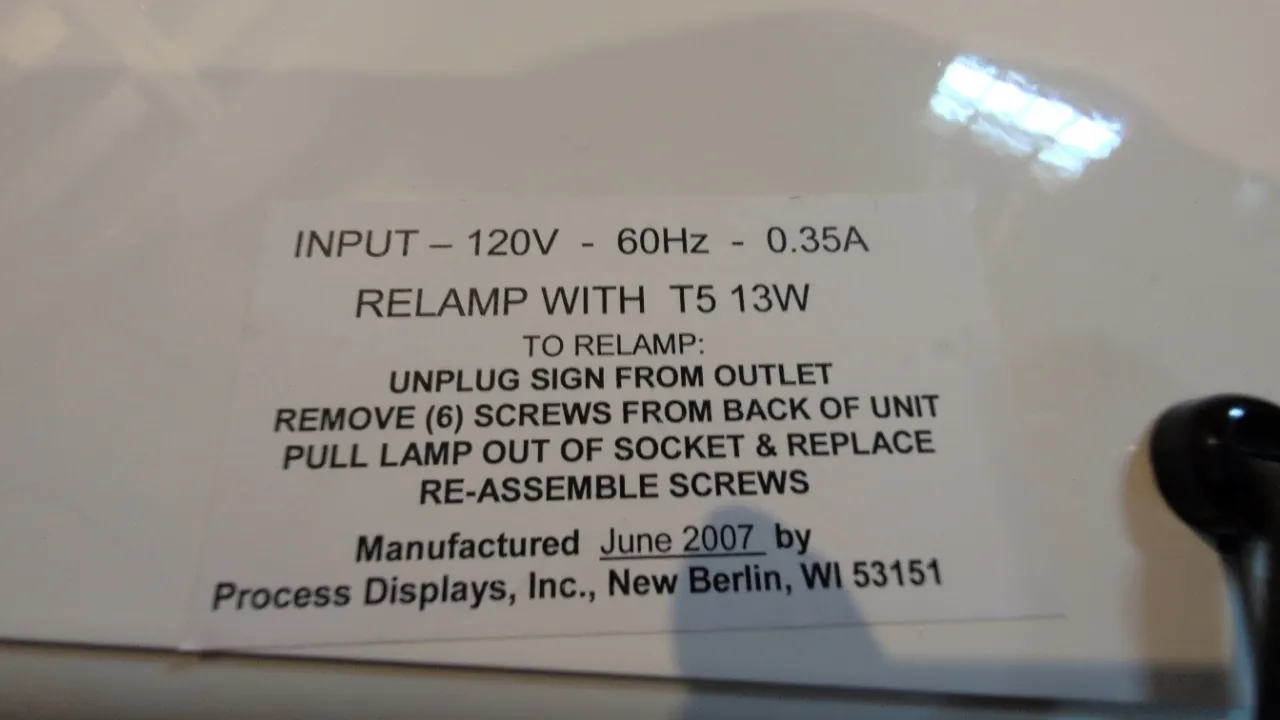 INPUT – 120V - 60Hz - 0.35A
RELAMP WITH T5 13W
TO RELAMP:
UNPLUG SIGN FROM OUTLET
REMOVE (6) SCREWS FROM BACK OF UNIT
PULL LAMP OUT OF SOCKET & REPLACE
RE-ASSEMBLE SCREWS
Manufactured June 2007 by
Process Displays, Inc., New Berlin, WI 53151